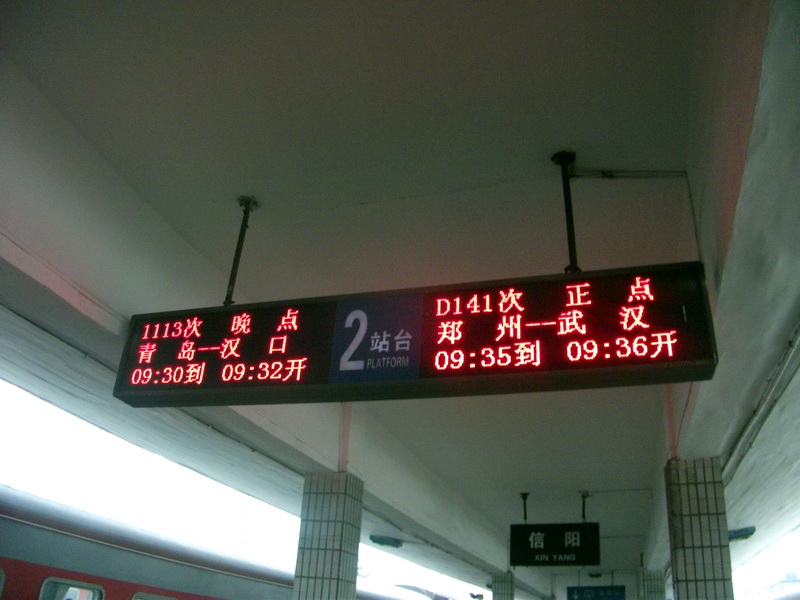 1113次 晚 点
青 岛--汉 口
09:30到 09:32开
2 站台
PLATFORM
D141次 正 点
郑 州--武 汉
09:35到 09:36开
信 阳
XIN YANG